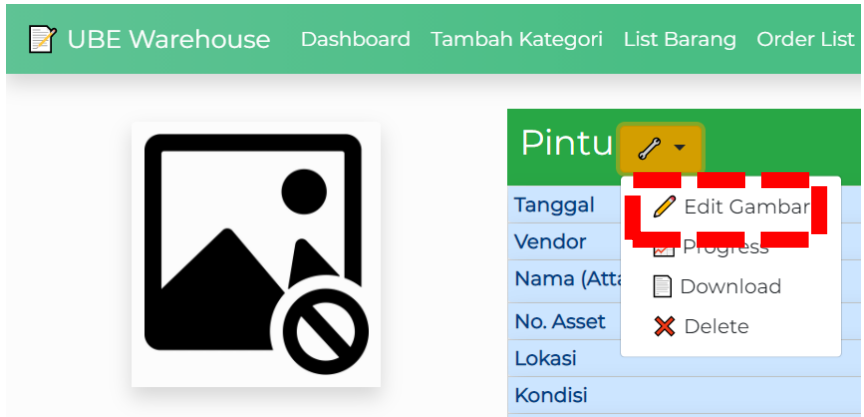 UBE Warehouse Dashboard Tambah Kategori List Barang Order List
Pintu
Tanggal
Edit Gambar
Vendor
Progress
Nama (Atta
Download
No. Asset
Delete
Lokasi
Kondisi